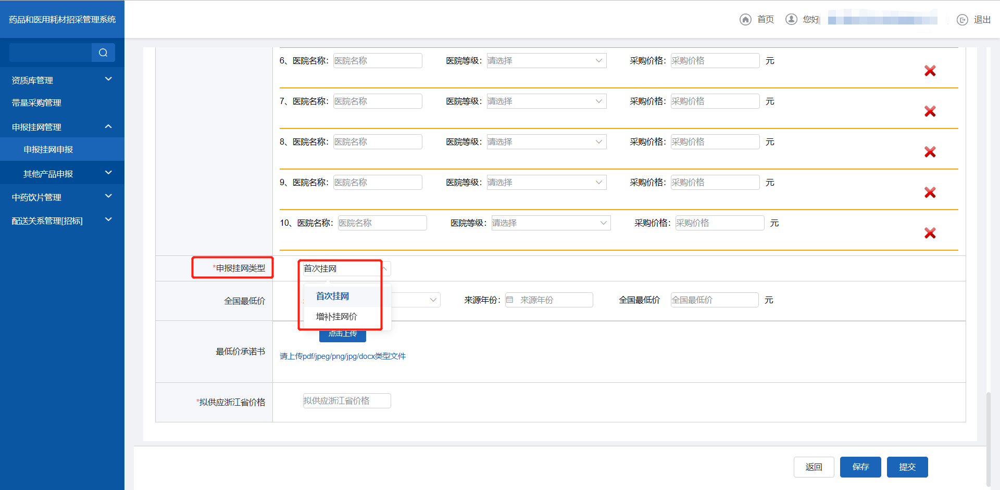 药品和医用耗材招采管理系统
首页
您好
退出
资质库管理
带量采购管理
申报挂网管理
申报挂网申报
其他产品申报
中药饮片管理
配送关系管理[招标]
6、医院名称： 医院名称 医院等级： 请选择 采购价格： 采购价格 元
7、医院名称： 医院名称 医院等级： 请选择 采购价格： 采购价格 元
8、医院名称： 医院名称 医院等级： 请选择 采购价格： 采购价格 元
9、医院名称： 医院名称 医院等级： 请选择 采购价格： 采购价格 元
10、医院名称： 医院名称 医院等级： 请选择 采购价格： 采购价格 元
*申报挂网类型 首次挂网
首次挂网
增补挂网价
全国最低价 来源年份： 来源年份 全国最低价 全国最低价 元
最低价承诺书
点击上传
请上传pdf/jpeg/png/jpg/docx类型文件
*拟供应浙江省价格 拟供应浙江省价格
返回 保存 提交